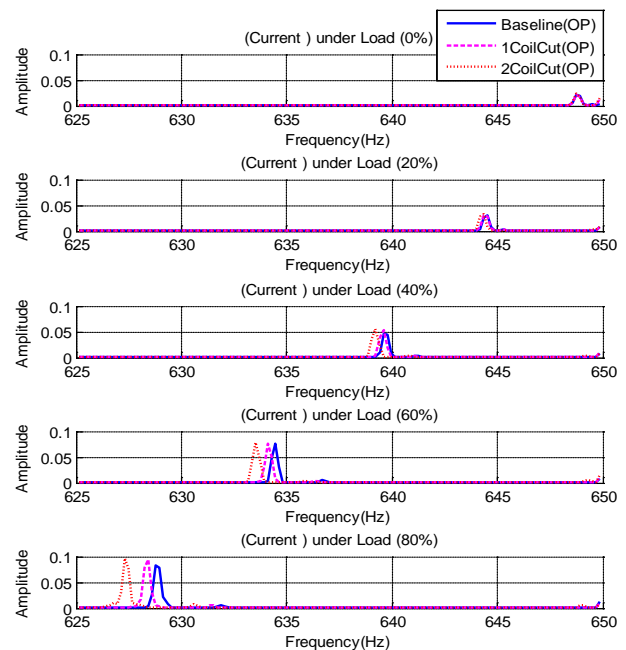 (Current ) under Load (0%)
Baseline(OP)
1CoilCut(OP)
2CoilCut(OP)
Amplitude
0.1
0.05
0
625 630 635 640 645 650
Frequency(Hz)
(Current ) under Load (20%)
Amplitude
0.1
0.05
0
625 630 635 640 645 650
Frequency(Hz)
(Current ) under Load (40%)
Amplitude
0.1
0.05
0
625 630 635 640 645 650
Frequency(Hz)
(Current ) under Load (60%)
Amplitude
0.1
0.05
0
625 630 635 640 645 650
Frequency(Hz)
(Current ) under Load (80%)
Amplitude
0.1
0.05
0
625 630 635 640 645 650
Frequency(Hz)